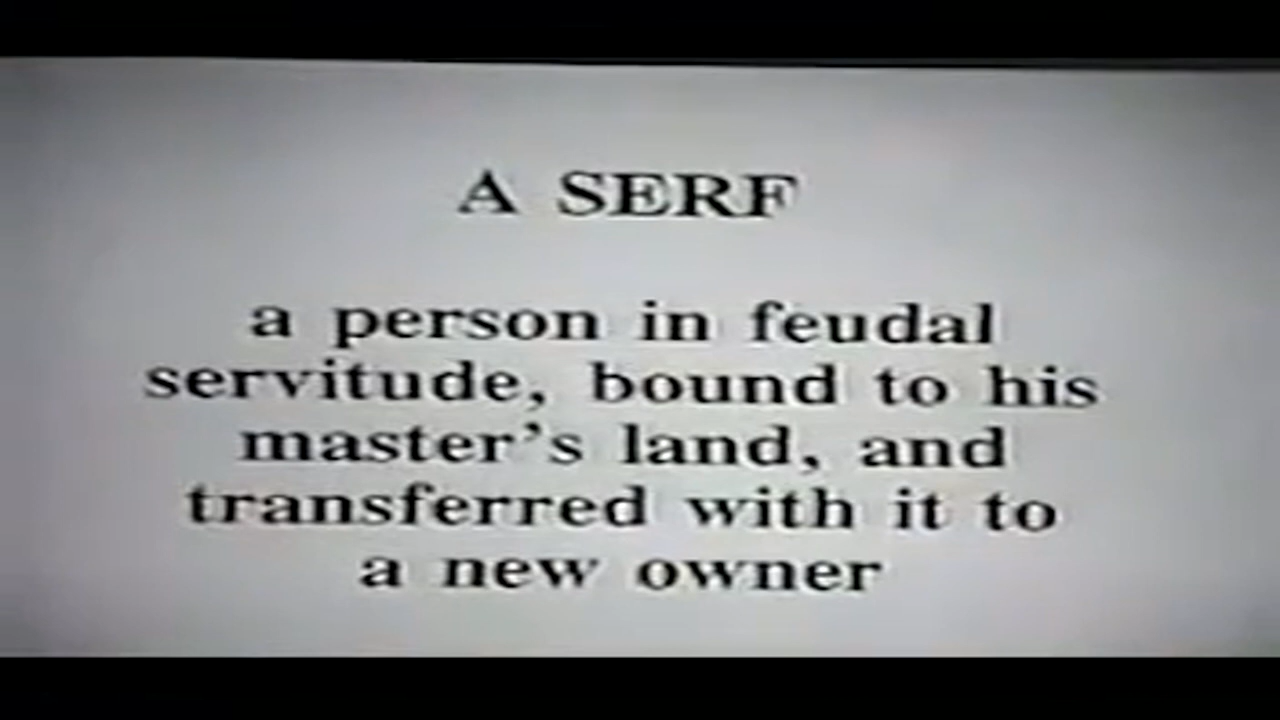 A SERF
a person in feudal
servitude, bound to his
master's land, and
transferred with it to
a new owner